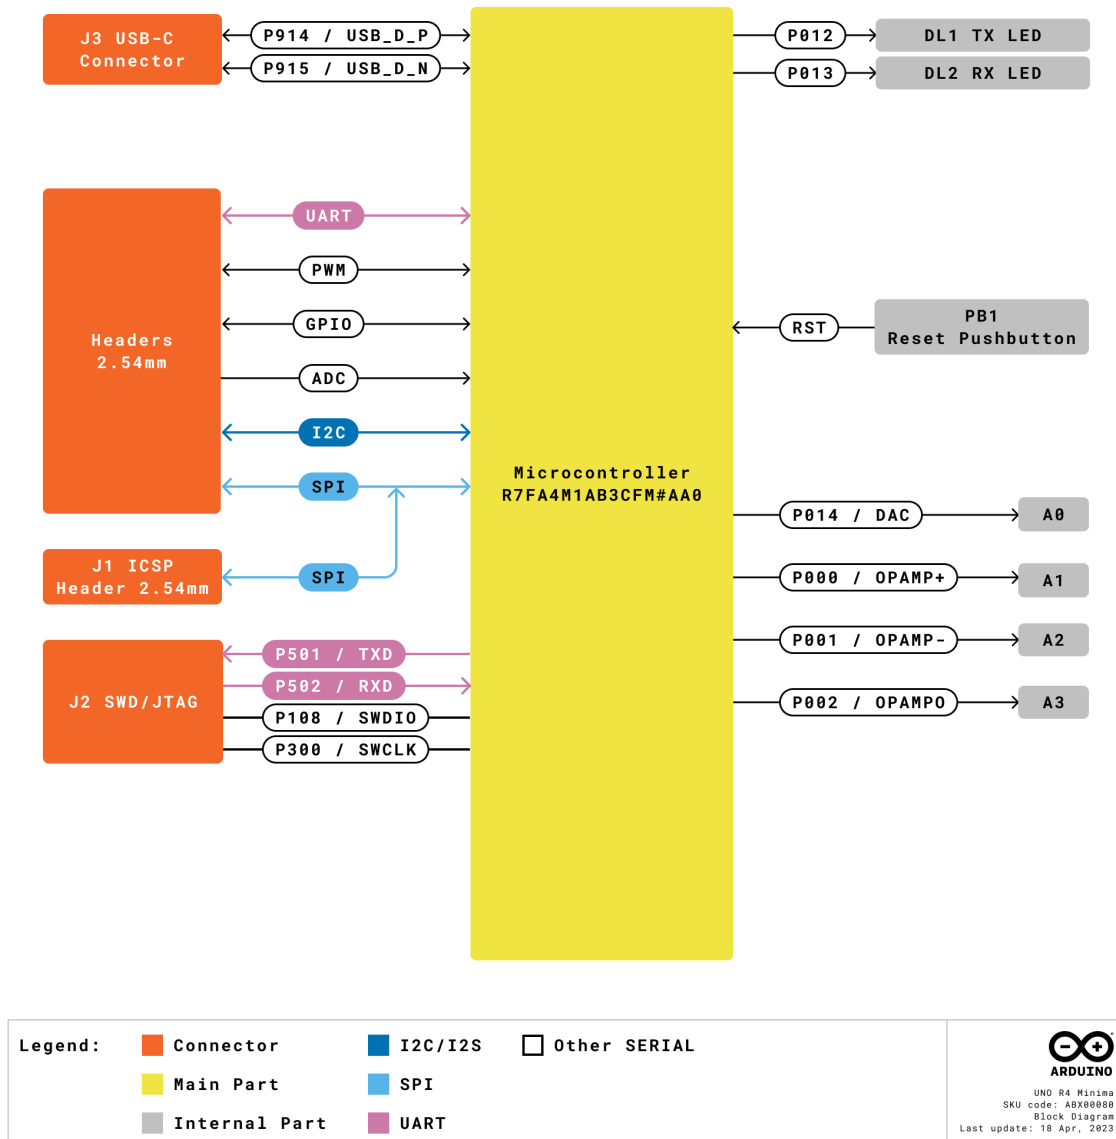 J3 USB-C
Connector
P914 / USB_D_P
P915 / USB_D_N
P012
DL1 TX LED
P013
DL2 RX LED
Headers
2.54mm
UART
PWM
GPIO
ADC
I2C
SPI
J1 ICSP
Header 2.54mm
SPI
J2 SWD/JTAG
P501 / TXD
P502 / RXD
P108 / SWDIO
P300 / SWCLK
Microcontroller
R7FA4M1AB3CFM#AA0
RST
PB1
Reset Pushbutton
P014 / DAC
A0
P000 / OPAMP+
A1
P001 / OPAMP-
A2
P002 / OPAMPO
A3
Legend:
Connector
Main Part
Internal Part
I2C/I2S
SPI
UART
Other SERIAL
ARDUINO
UNO R4 Minima
SKU code: ABX00080
Block Diagram
Last update: 18 Apr, 2023